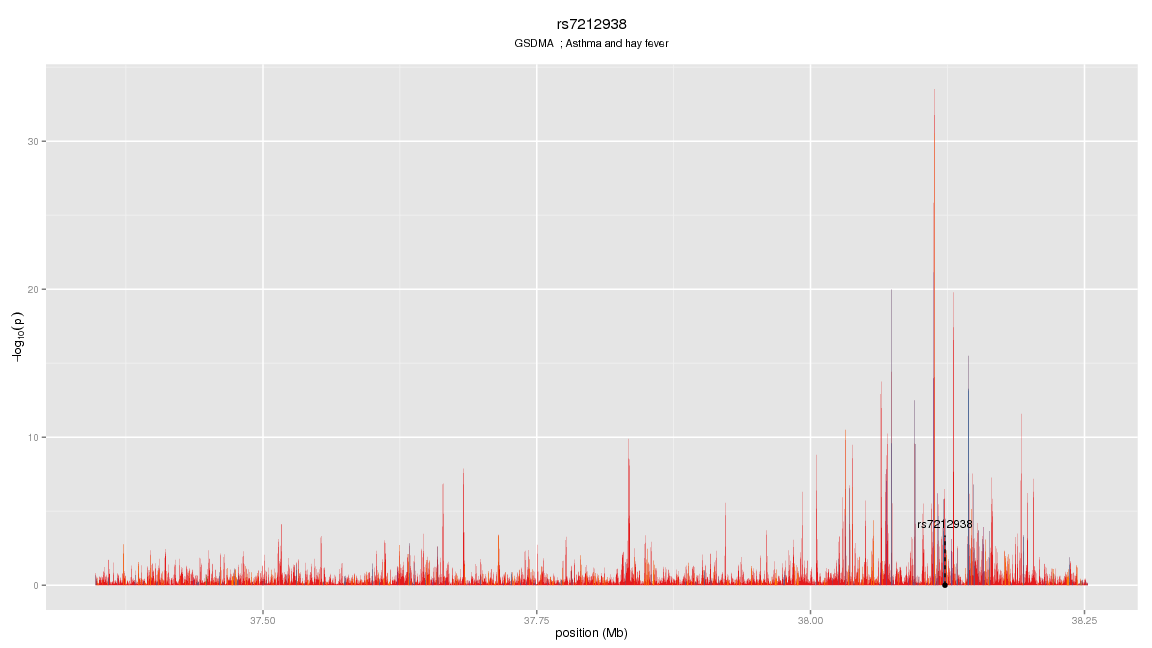 rs7212938
GSDMA ; Asthma and hay fever
30
20
10
0
−log10(p)
rs7212938
37.50 37.75 38.00 38.25
position (Mb)